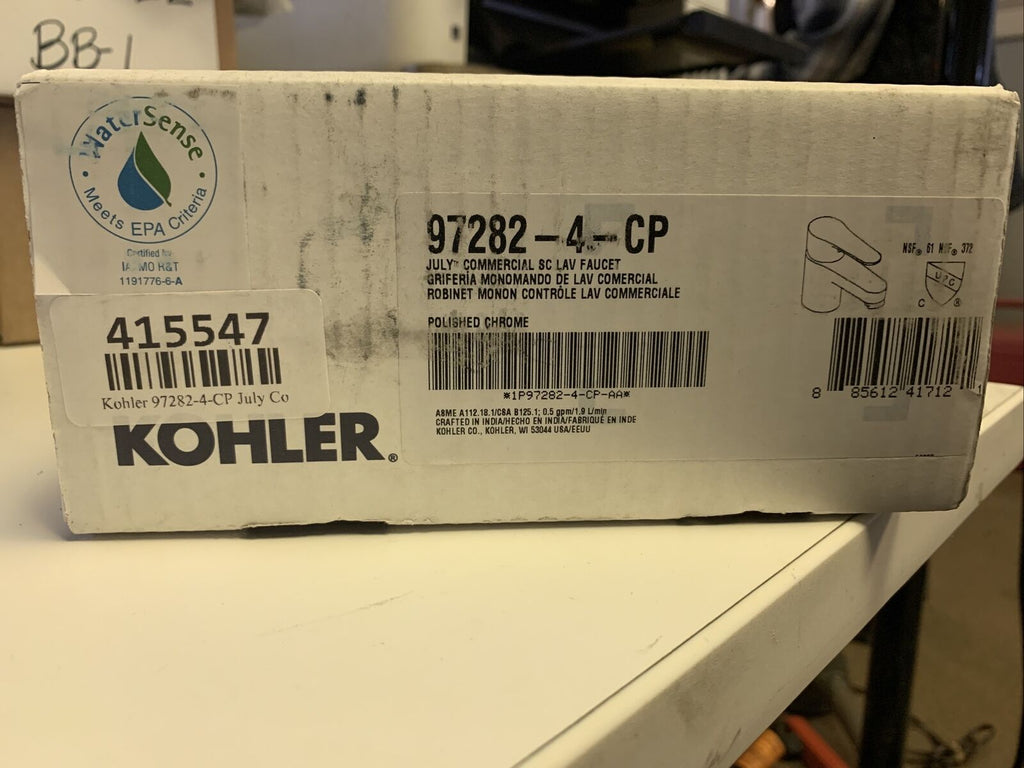 BB-1
WaterSense
Meets EPA Criteria
Certified by
IAPMO R&T
1191776-6-A
415547
Kohler 97282-4-CP July Co
KOHLER®
97282-4-CP
JULY™ COMMERCIAL SC LAV FAUCET
GRIFERÍA MONOMANDO DE LAV COMERCIAL
ROBINET MONON CONTRÔLE LAV COMMERCIALE
POLISHED CHROME
*1P97282-4-CP-AA*
ASME A112.18.1/CSA B125.1; 0.5 gpm/1.9 L/min
CRAFTED IN INDIA/HECHO EN INDIA/FABRIQUÉ EN INDE
KOHLER CO., KOHLER, WI 53044 USA/EEUU
NSF® 61 NSF® 372
UPC
C ®
8 85612 41712 1